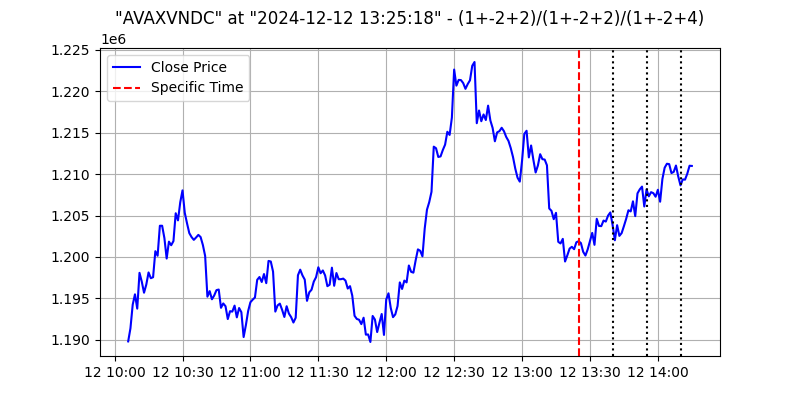 "AVAXVNDC" at "2024-12-12 13:25:18" - (1+-2+2)/(1+-2+2)/(1+-2+4)
1e6
1.225
1.220
1.215
1.210
1.205
1.200
1.195
1.190
Close Price
Specific Time
12 10:00 12 10:30 12 11:00 12 11:30 12 12:00 12 12:30 12 13:00 12 13:30 12 14:00